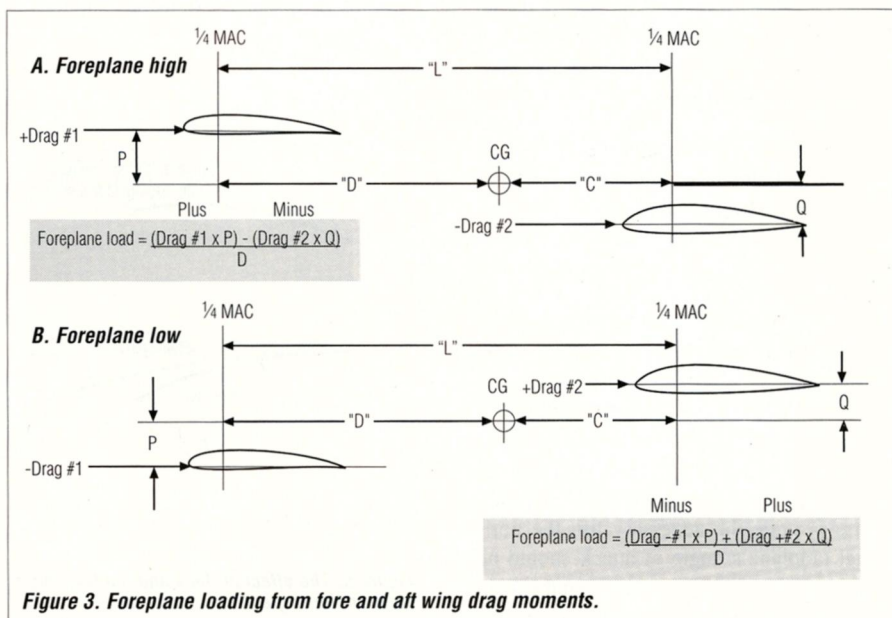 ¼ MAC
¼ MAC
A. Foreplane high
"L"
+Drag #1
P
CG
"D"
"C"
Plus Minus
-Drag #2
Q
Foreplane load = (Drag #1 x P) - (Drag #2 x Q)
D
¼ MAC
¼ MAC
B. Foreplane low
"L"
CG +Drag #2
Q
P
"D"
"C"
-Drag #1
Minus Plus
Foreplane load = (Drag -#1 x P) + (Drag +#2 x Q)
D
Figure 3. Foreplane loading from fore and aft wing drag moments.